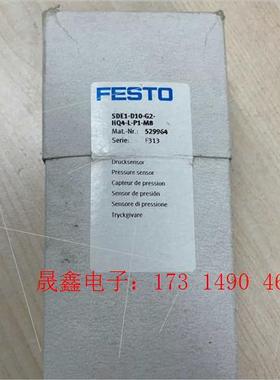 FESTO
SDE1-D10-G2-
HQ4-L-P1-M8
Mat.-Nr.: 529964
Serie: F313
Drucksensor
Pressure sensor
Capteur de pression
Sensor de presión
Sensore di pressione
Tryckgivare
晟鑫电子：173 1490 46